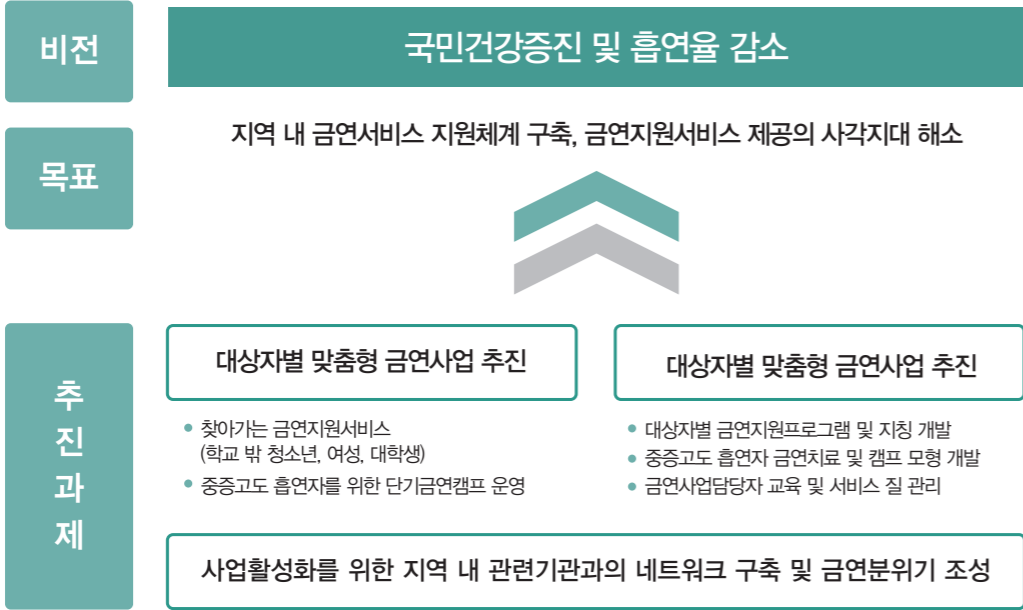 비전
국민건강증진 및 흡연율 감소
목표
지역 내 금연서비스 지원체계 구축, 금연지원서비스 제공의 사각지대 해소
추진과제
대상자별 맞춤형 금연사업 추진
• 찾아가는 금연지원서비스
(학교 밖 청소년, 여성, 대학생)
• 중증고도 흡연자를 위한 단기금연캠프 운영
대상자별 맞춤형 금연사업 추진
• 대상자별 금연지원프로그램 및 지칭 개발
• 중증고도 흡연자 금연치료 및 캠프 모형 개발
• 금연사업담당자 교육 및 서비스 질 관리
사업활성화를 위한 지역 내 관련기관과의 네트워크 구축 및 금연분위기 조성